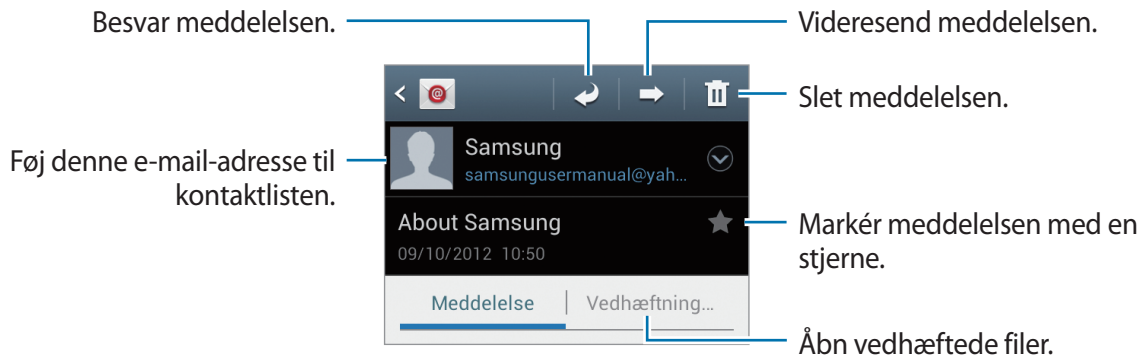 Besvar meddelelsen.
Videresend meddelelsen.
Slet meddelelsen.
Samsung
samsungusermanual@yah...
Føj denne e-mail-adresse til
kontaktlisten.
About Samsung
09/10/2012 10:50
Markér meddelelsen med en
stjerne.
Meddelelse
Vedhæftning...
Åbn vedhæftede filer.